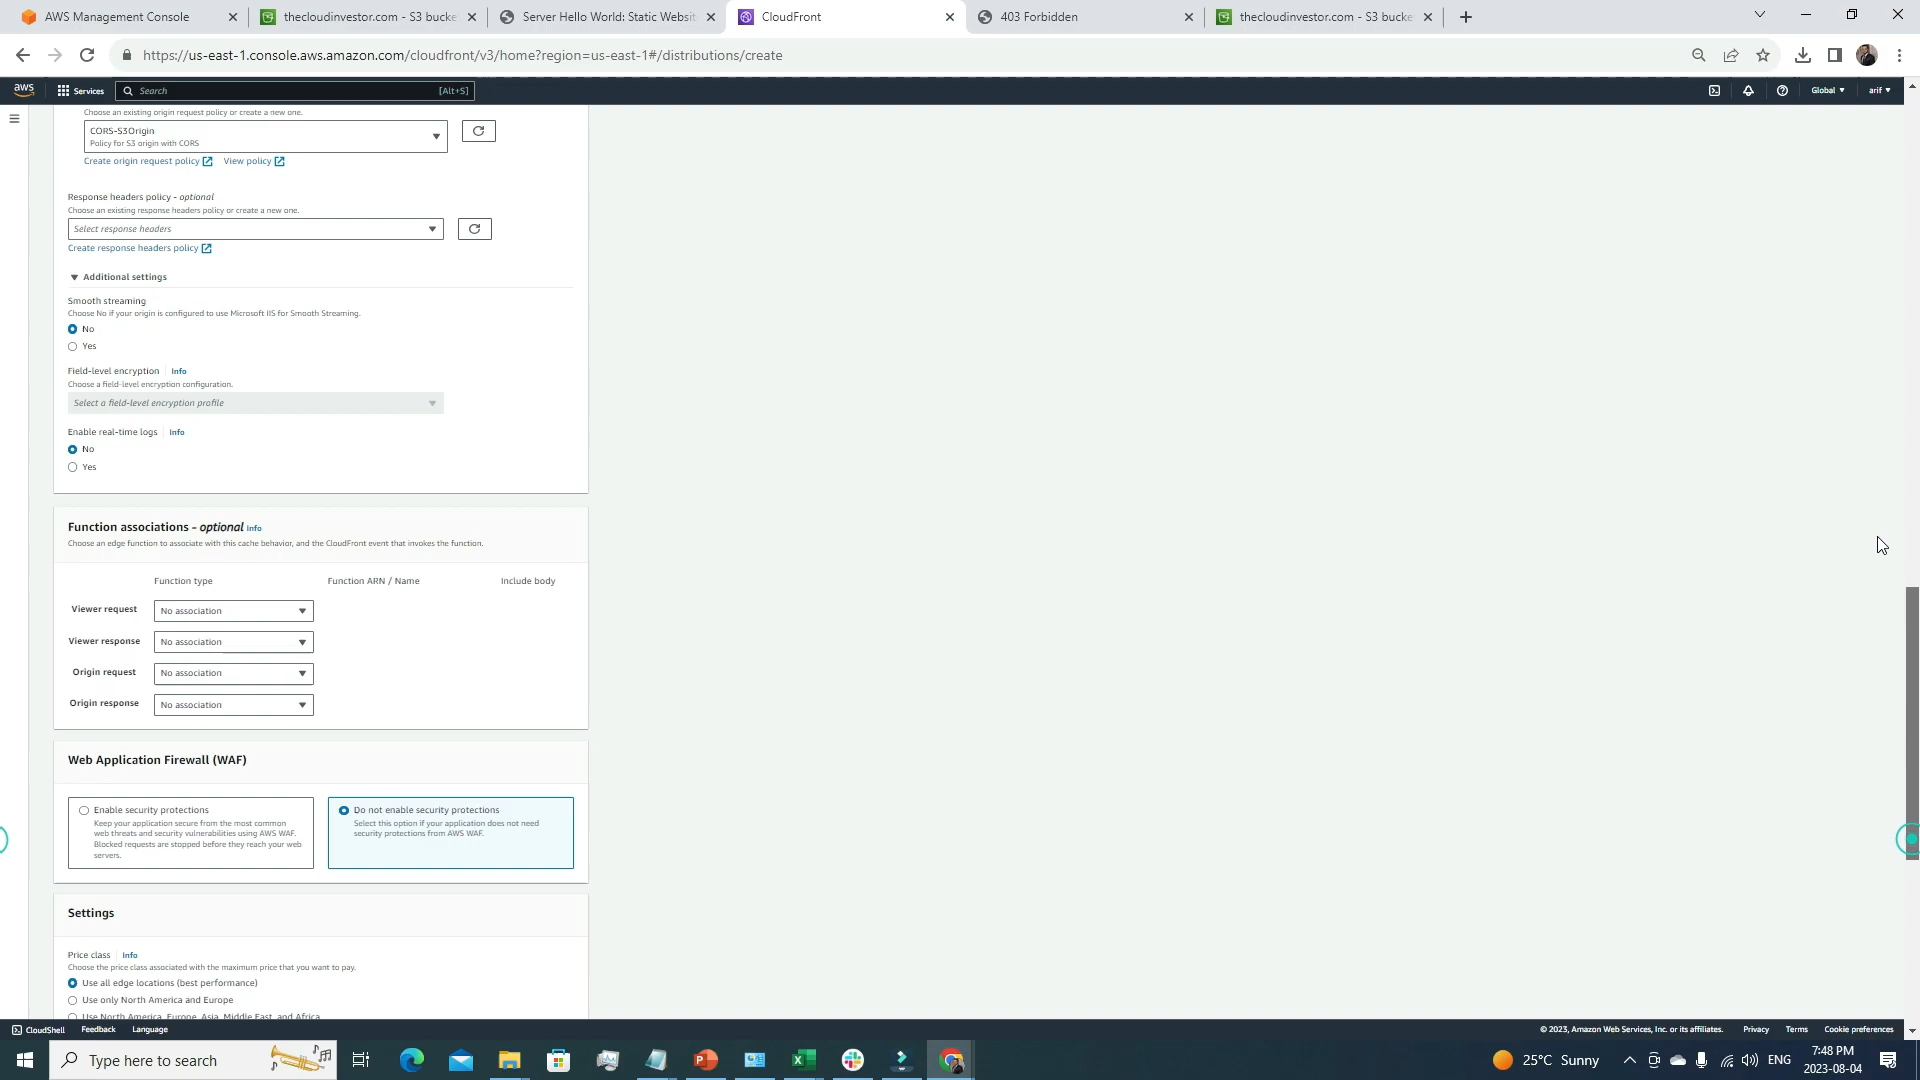 AWS Management Console
thecloudinvestor.com - S3 bucke
Server Hello World: Static Websit
CloudFront
403 Forbidden
thecloudinvestor.com - S3 bucke
https://us-east-1.console.aws.amazon.com/cloudfront/v3/home?region=us-east-1#/distributions/create
aws
Services
Search
[Alt+S]
Global
arif
Choose an existing origin request policy or create a new one.
CORS-S3Origin
Policy for S3 origin with CORS
Create origin request policy
View policy
Response headers policy - optional
Choose an existing response headers policy or create a new one.
Select response headers
Create response headers policy
Additional settings
Smooth streaming
Choose No if your origin is configured to use Microsoft IIS for Smooth Streaming.
No
Yes
Field-level encryption Info
Choose a field-level encryption configuration.
Select a field-level encryption profile
Enable real-time logs Info
No
Yes
Function associations - optional Info
Choose an edge function to associate with this cache behavior, and the CloudFront event that invokes the function.
Function type Function ARN / Name Include body
Viewer request No association
Viewer response No association
Origin request No association
Origin response No association
Web Application Firewall (WAF)
Enable security protections
Keep your application secure from the most common
web threats and security vulnerabilities using AWS WAF.
Blocked requests are stopped before they reach your web
servers.
Do not enable security protections
Select this option if your application does not need
security protections from AWS WAF.
Settings
Price class Info
Choose the price class associated with the maximum price that you want to pay.
Use all edge locations (best performance)
Use only North America and Europe
Use North America, Europe, Asia, Middle East, and Africa
CloudShell Feedback Language
© 2023, Amazon Web Services, Inc. or its affiliates. Privacy Terms Cookie preferences
Type here to search
25°C Sunny
ENG
7:48 PM
2023-08-04